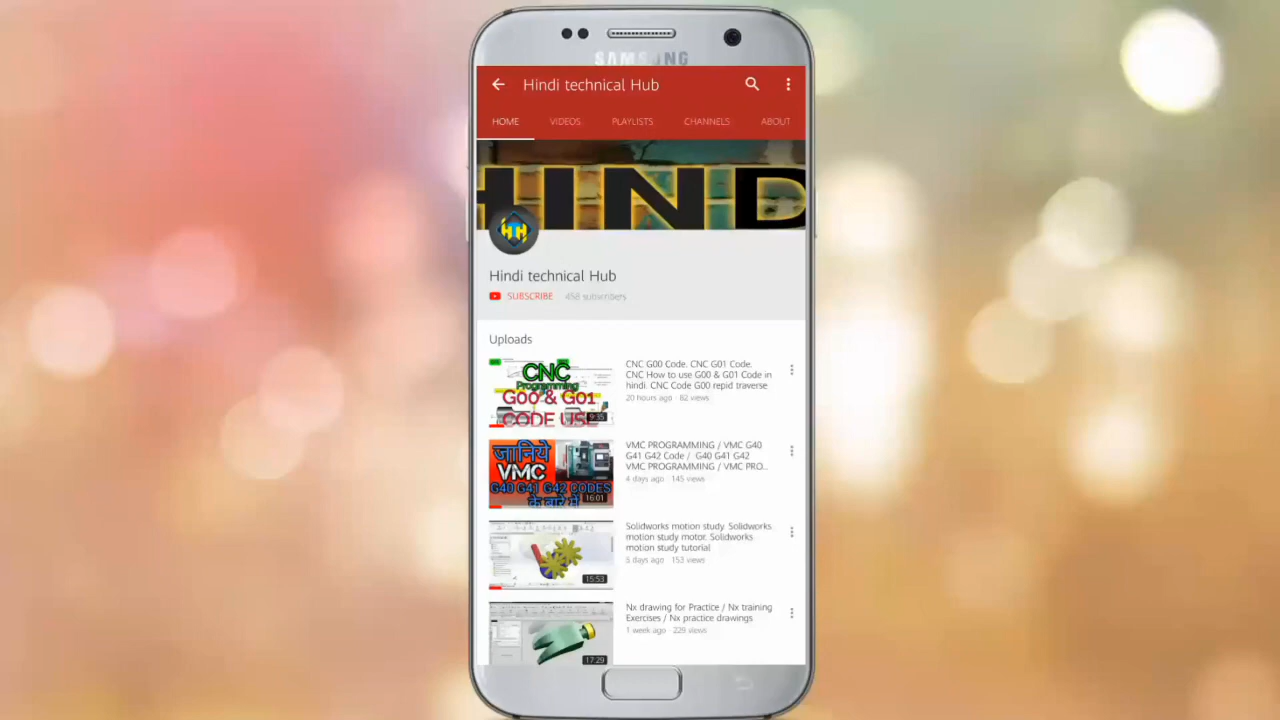 SAMSUNG
Hindi technical Hub
HOME VIDEOS PLAYLISTS CHANNELS ABOUT
HIND
HTH
Hindi technical Hub
SUBSCRIBE 458 subscribers
Uploads
CNC
Programming
G00 & G01
CODE USE
9:35
CNC G00 Code. CNC G01 Code.
CNC How to use G00 & G01 Code in
hindi. CNC Code G00 repid traverse
20 hours ago · 82 views
जानिये
VMC
G40 G41 G42 CODES
के बारे में
16:01
VMC PROGRAMMING / VMC G40
G41 G42 Code / G40 G41 G42
VMC PROGRAMMING / VMC PRO...
4 days ago · 145 views
15:53
Solidworks motion study. Solidworks
motion study motor. Solidworks
motion study tutorial
5 days ago · 153 views
17:29
Nx drawing for Practice / Nx training
Exercises / Nx practice drawings
1 week ago · 229 views